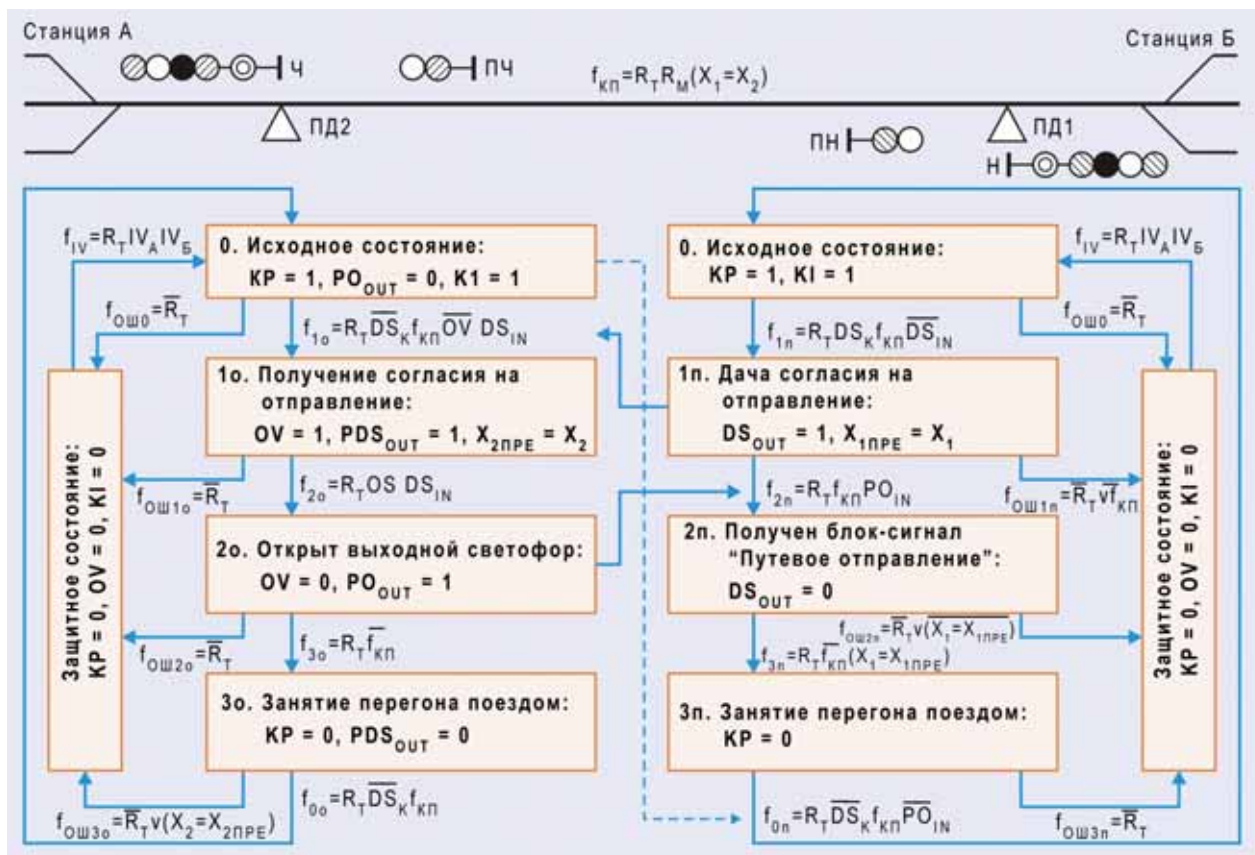 Станция А
Станция Б
Ч
ПЧ
f_КП=R_T R_M(X_1=X_2)
ПД2
ПН
ПД1
Н
f_IV=R_T IV_A IV_Б
0. Исходное состояние:
KP = 1, PO_OUT = 0, K1 = 1
f_ОШ0=R̅_T
f_1о=R_T D̅S̅_K f_КП O̅V̅ DS_IN
1о. Получение согласия на
отправление:
OV = 1, PDS_OUT = 1, X_2ПРЕ = X_2
f_ОШ1о=R̅_T
f_2о=R_T OS DS_IN
2о. Открыт выходной светофор:
OV = 0, PO_OUT = 1
f_ОШ2о=R̅_T
f_3о=R_T f̅_КП
3о. Занятие перегона поездом:
KP = 0, PDS_OUT = 0
f_ОШ3о=R̅_T v(X_2=X_2ПРЕ)
f_0о=R_T D̅S̅_K f_КП
Защитное состояние:
KP = 0, OV = 0, KI = 0
0. Исходное состояние:
KP = 1, KI = 1
f_IV=R_T IV_A IV_Б
f_ОШ0=R̅_T
f_1п=R_T DS_K f_КП D̅S̅_IN
1п. Дача согласия на
отправление:
DS_OUT = 1, X_1ПРЕ = X_1
f_2п=R_T f_КП PO_IN
f_ОШ1п=R̅_T v f̅_КП
2п. Получен блок-сигнал
“Путевое отправление”:
DS_OUT = 0
f_ОШ2п=R̅_T v(X̅_1̅=̅X̅_1̅П̅Р̅Е̅)
f_3п=R_T f̅_КП(X_1=X_1ПРЕ)
3п. Занятие перегона поездом:
KP = 0
f_0п=R_T D̅S̅_K f_КП P̅O̅_IN
f_ОШ3п=R̅_T
Защитное состояние:
KP = 0, OV = 0, KI = 0